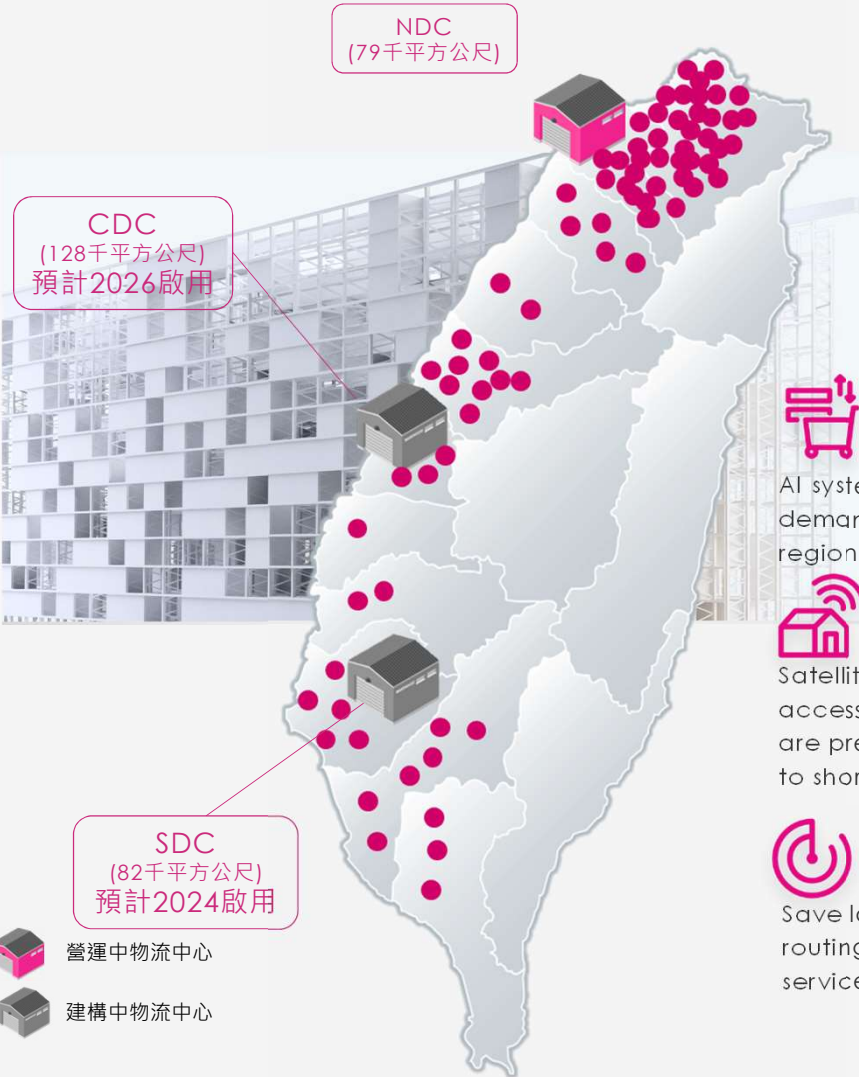 NDC
(79千平方公尺)
CDC
(128千平方公尺)
預計2026啟用
SDC
(82千平方公尺)
預計2024啟用
營運中物流中心
建構中物流中心
AI syste
demar
region
Satellit
access
are pre
to shor
Save lo
routing
service